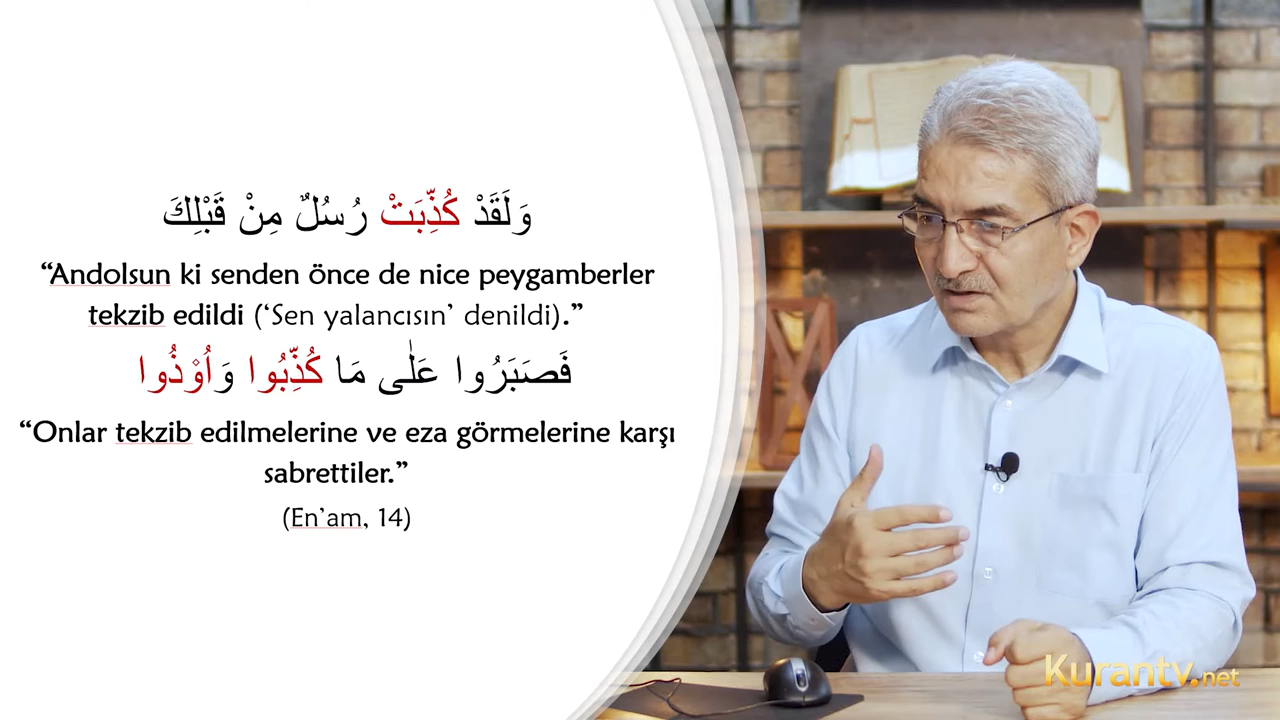 وَلَقَدْ كُذِّبَتْ رُسُلٌ مِنْ قَبْلِكَ
“Andolsun ki senden önce de nice peygamberler
tekzib edildi (‘Sen yalancısın’ denildi).”
فَصَبَرُوا عَلٰى مَا كُذِّبُوا وَاُوْذُوا
“Onlar tekzib edilmelerine ve eza görmelerine karşı
sabrettiler.”
(En’am, 14)
Kurantv.net